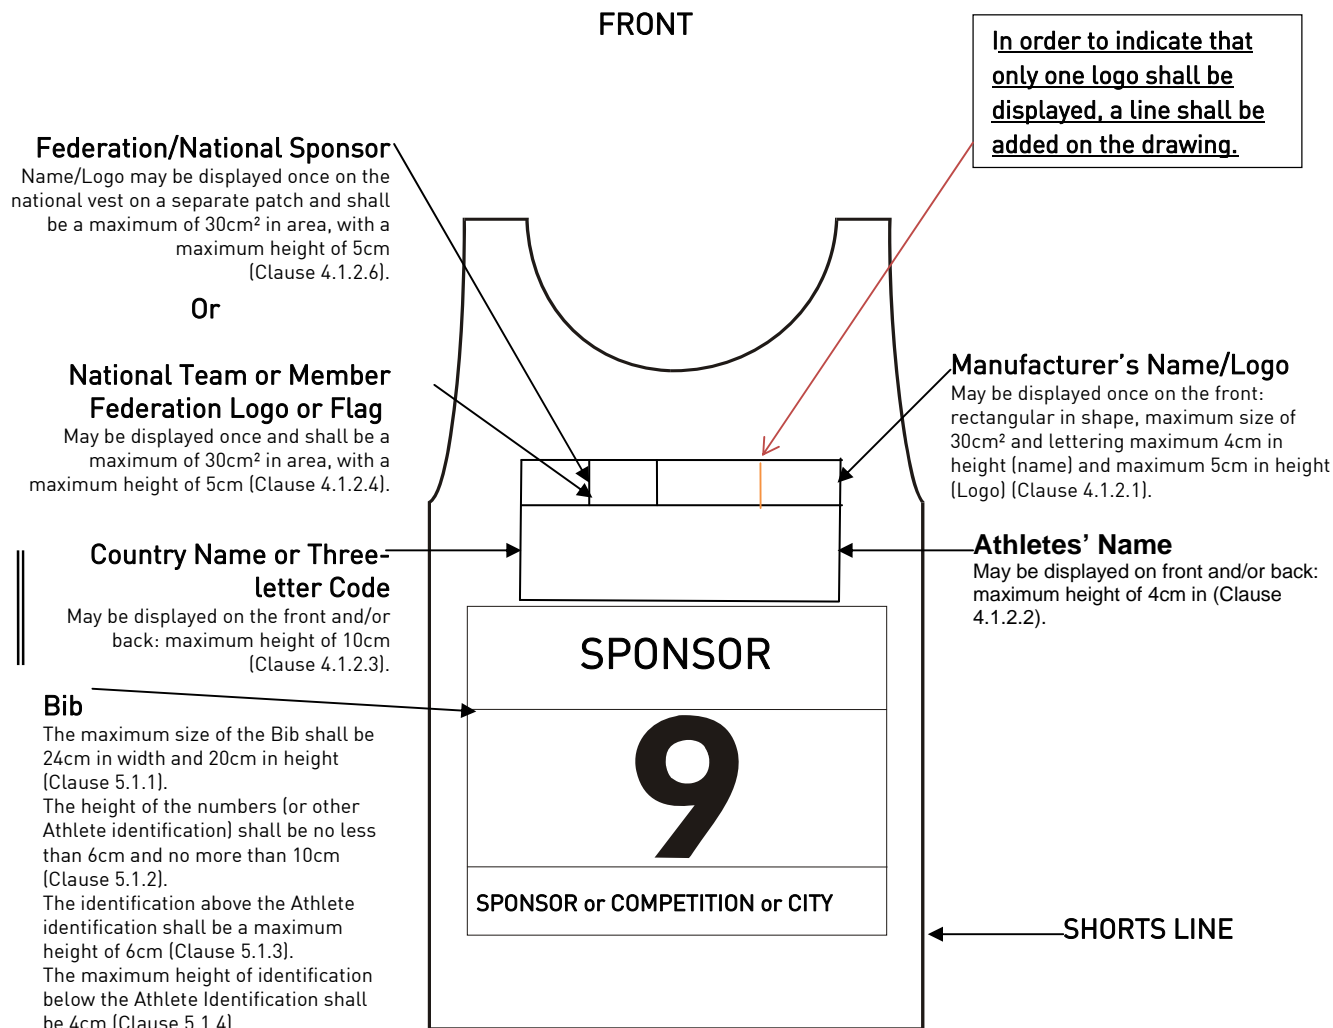 FRONT
In order to indicate that
only one logo shall be
displayed, a line shall be
added on the drawing.
Federation/National Sponsor
Name/Logo may be displayed once on the
national vest on a separate patch and shall
be a maximum of 30cm² in area, with a
maximum height of 5cm
(Clause 4.1.2.6).
Or
National Team or Member
Federation Logo or Flag
May be displayed once and shall be a
maximum of 30cm² in area, with a
maximum height of 5cm (Clause 4.1.2.4).
Manufacturer's Name/Logo
May be displayed once on the front:
rectangular in shape, maximum size of
30cm² and lettering maximum 4cm in
height (name) and maximum 5cm in height
(Logo) (Clause 4.1.2.1).
Country Name or Three-
letter Code
May be displayed on the front and/or
back: maximum height of 10cm
(Clause 4.1.2.3).
Athletes' Name
May be displayed on front and/or back:
maximum height of 4cm in (Clause
4.1.2.2).
Bib
The maximum size of the Bib shall be
24cm in width and 20cm in height
(Clause 5.1.1).
The height of the numbers (or other
Athlete identification) shall be no less
than 6cm and no more than 10cm
(Clause 5.1.2).
The identification above the Athlete
identification shall be a maximum
height of 6cm (Clause 5.1.3).
The maximum height of identification
below the Athlete Identification shall
be 4cm (Clause 5.1.4)
SPONSOR
9
SPONSOR or COMPETITION or CITY
SHORTS LINE